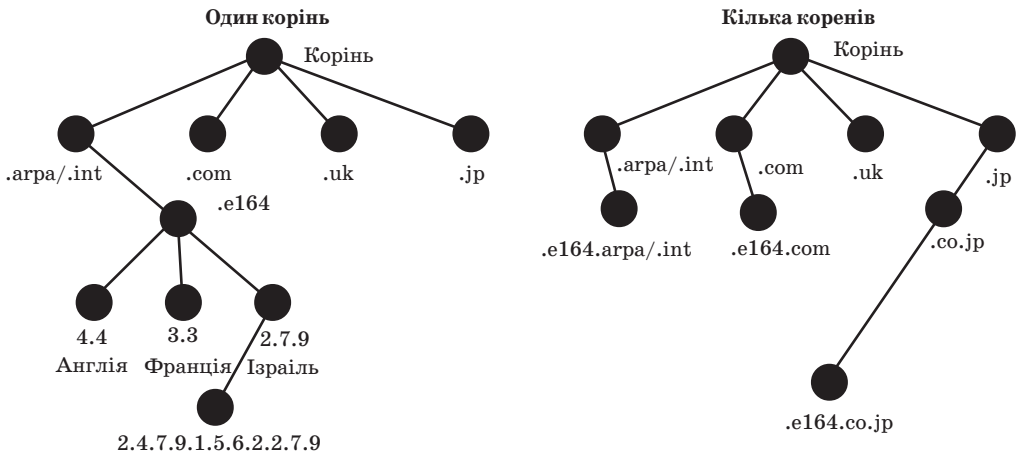 Один корінь
Корінь
.arpa/.int
.com
.uk
.jp
.e164
4.4
3.3
2.7.9
Англія
Франція
Ізраіль
2.4.7.9.1.5.6.2.2.7.9
Кілька коренів
Корінь
.arpa/.int
.com
.uk
.jp
.e164.arpa/.int
.e164.com
.co.jp
.e164.co.jp